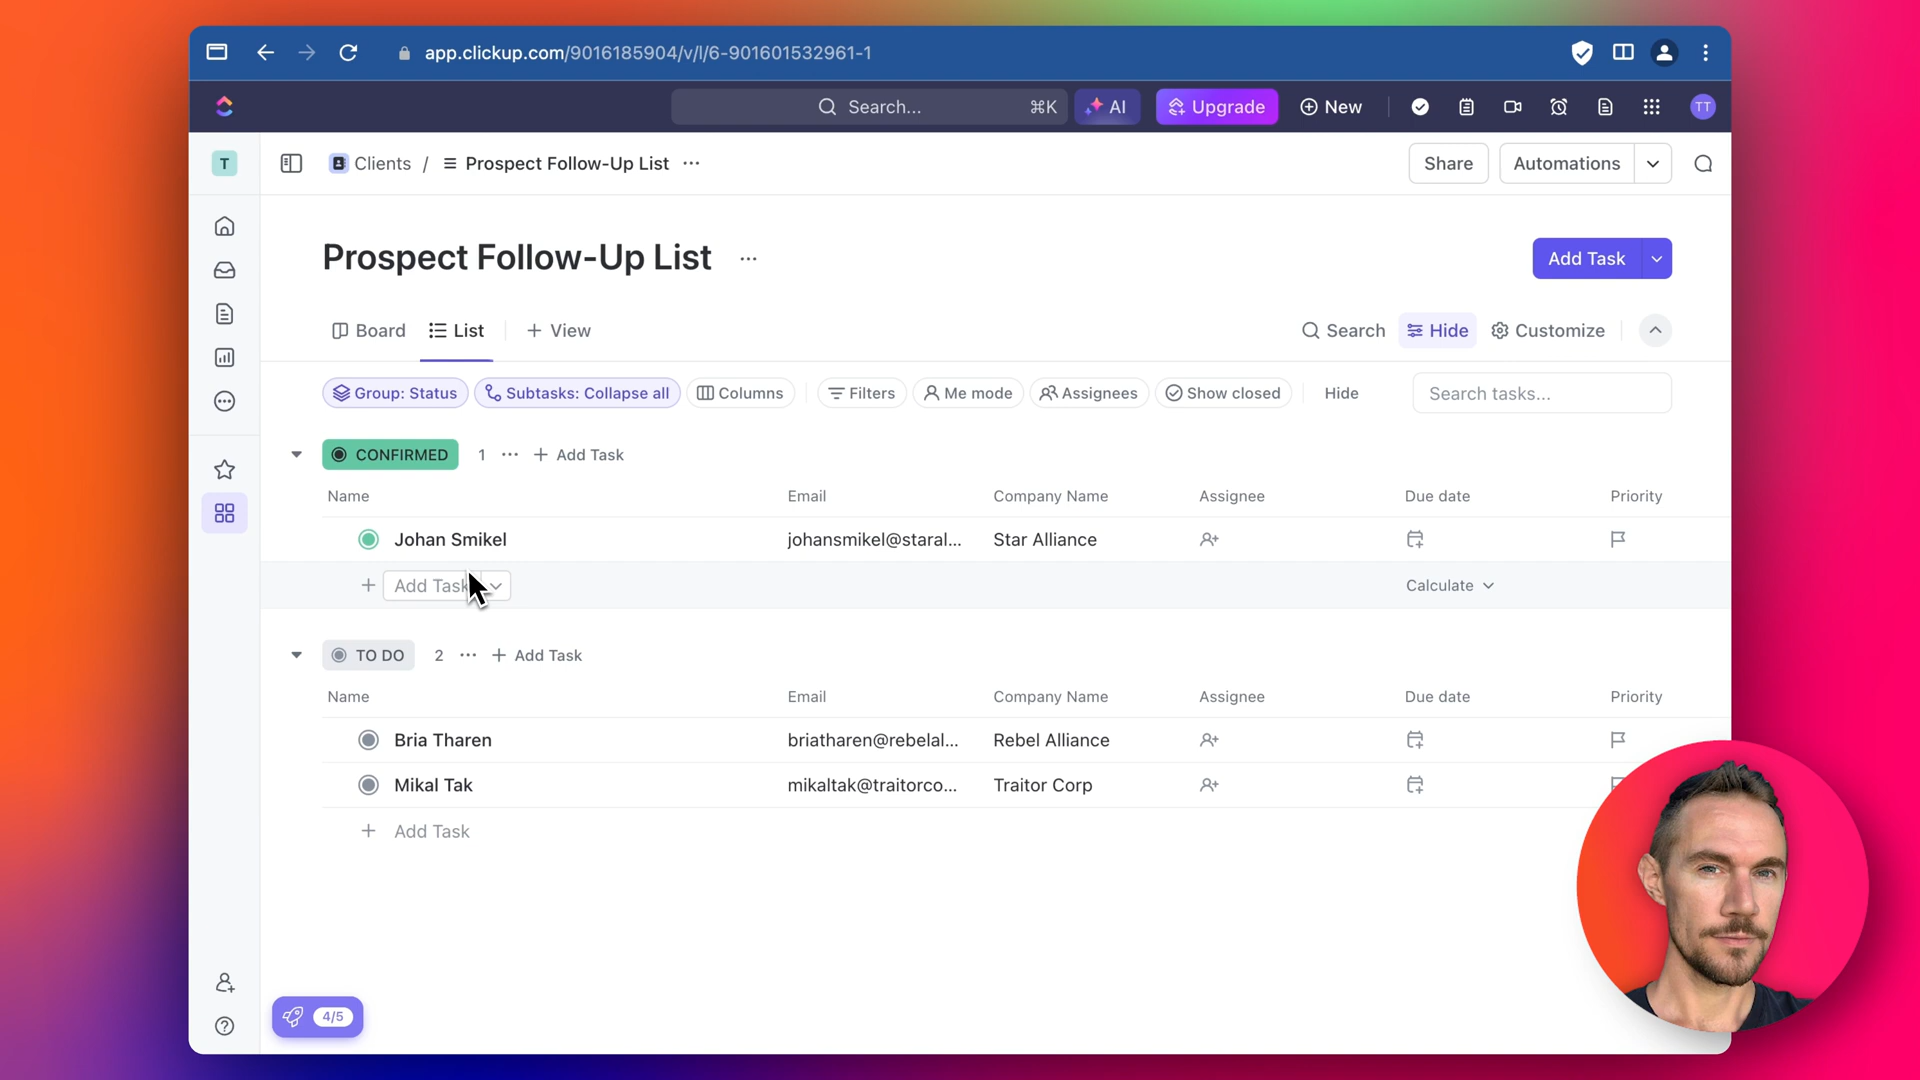 app.clickup.com/9016185904/v/l/6-901601532961-1
Search... ⌘K AI Upgrade New TT
T Clients / Prospect Follow-Up List ... Share Automations
Prospect Follow-Up List ... Add Task
Board List + View Search Hide Customize
Group: Status Subtasks: Collapse all Columns Filters Me mode Assignees Show closed Hide Search tasks...
CONFIRMED 1 ... + Add Task
Name Email Company Name Assignee Due date Priority
Johan Smikel johansmikel@staral... Star Alliance
+ Add Task Calculate
TO DO 2 ... + Add Task
Name Email Company Name Assignee Due date Priority
Bria Tharen briatharen@rebelal... Rebel Alliance
Mikal Tak mikaltak@traitorco... Traitor Corp
+ Add Task
4/5